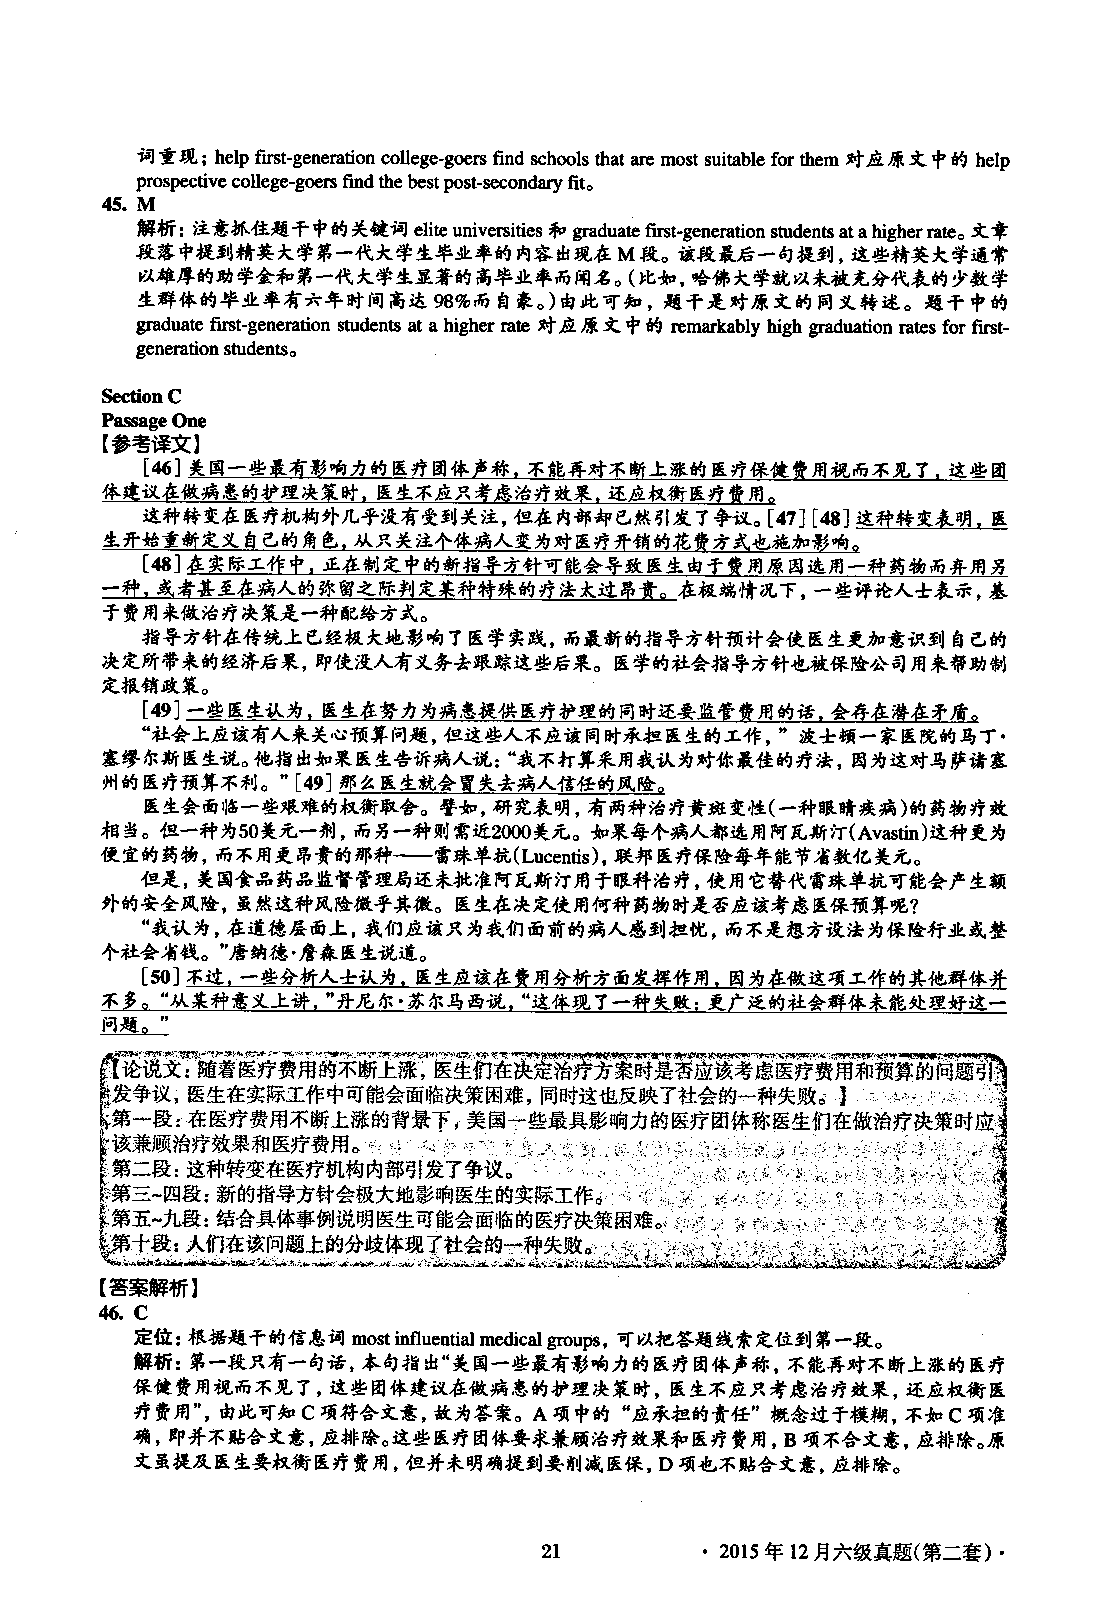 词重现；help first-generation college-goers find schools that are most suitable for them 对应原文中的 help
prospective college-goers find the best post-secondary fit。
45. M
解析：注意抓住题干中的关键词 elite universities 和 graduate first-generation students at a higher rate。文章
段落中提到精英大学第一代大学生毕业率的内容出现在 M 段。该段最后一句提到，这些精英大学通常
以雄厚的助学金和第一代大学生显著的高毕业率而闻名。(比如，哈佛大学就以未被充分代表的少数学
生群体的毕业率有六年时间高达 98%而自豪。)由此可知，题干是对原文的同义转述。题干中的
graduate first-generation students at a higher rate 对应原文中的 remarkably high graduation rates for first-
generation students。
Section C
Passage One
【参考译文】
[46] 美国一些最有影响力的医疗团体声称，不能再对不断上涨的医疗保健费用视而不见了，这些团
体建议在做病患的护理决策时，医生不应只考虑治疗效果，还应权衡医疗费用。
这种转变在医疗机构外几乎没有受到关注，但在内部却已然引发了争议。[47][48] 这种转变表明，医
生开始重新定义自己的角色，从只关注个体病人变为对医疗开销的花费方式也施加影响。
[48] 在实际工作中，正在制定中的新指导方针可能会导致医生由于费用原因选用一种药物而弃用另
一种，或者甚至在病人的弥留之际判定某种特殊的疗法太过昂贵。在极端情况下，一些评论人士表示，基
于费用来做治疗决策是一种配给方式。
指导方针在传统上已经极大地影响了医学实践，而最新的指导方针预计会使医生更加意识到自己的
决定所带来的经济后果，即使没人有义务去跟踪这些后果。医学的社会指导方针也被保险公司用来帮助制
定报销政策。
[49] 一些医生认为，医生在努力为病患提供医疗护理的同时还要监管费用的话，会存在潜在矛盾。
“社会上应该有人来关心预算问题，但这些人不应该同时承担医生的工作，” 波士顿一家医院的马丁·
塞缪尔斯医生说。他指出如果医生告诉病人说：“我不打算采用我认为对你最佳的疗法，因为这对马萨诸塞
州的医疗预算不利。” [49] 那么医生就会冒失去病人信任的风险。
医生会面临一些艰难的权衡取舍。譬如，研究表明，有两种治疗黄斑变性(一种眼睛疾病)的药物疗效
相当。但一种为50美元一剂，而另一种则需近2000美元。如果每个病人都选用阿瓦斯汀(Avastin)这种更为
便宜的药物，而不用更昂贵的那种——雷珠单抗(Lucentis)，联邦医疗保险每年能节省数亿美元。
但是，美国食品药品监督管理局还未批准阿瓦斯汀用于眼科治疗，使用它替代雷珠单抗可能会产生额
外的安全风险，虽然这种风险微乎其微。医生在决定使用何种药物时是否应该考虑医保预算呢?
“我认为，在道德层面上，我们应该只为我们面前的病人感到担忧，而不是想方设法为保险行业或整
个社会省钱。”唐纳德·詹森医生说道。
[50] 不过，一些分析人士认为，医生应该在费用分析方面发挥作用，因为在做这项工作的其他群体并
不多。“从某种意义上讲，”丹尼尔·苏尔马西说，“这体现了一种失败；更广泛的社会群体未能处理好这一
问题。”
【论说文：随着医疗费用的不断上涨，医生们在决定治疗方案时是否应该考虑医疗费用和预算的问题引
发争议，医生在实际工作中可能会面临决策困难，同时这也反映了社会的一种失败。】
第一段：在医疗费用不断上涨的背景下，美国一些最具影响力的医疗团体称医生们在做治疗决策时应
该兼顾治疗效果和医疗费用。
第二段：这种转变在医疗机构内部引发了争议。
第三~四段：新的指导方针会极大地影响医生的实际工作。
第五~九段：结合具体事例说明医生可能会面临的医疗决策困难。
第十段：人们在该问题上的分歧体现了社会的一种失败。
【答案解析】
46. C
定位：根据题干的信息词 most influential medical groups，可以把答题线索定位到第一段。
解析：第一段只有一句话，本句指出“美国一些最有影响力的医疗团体声称，不能再对不断上涨的医疗
保健费用视而不见了，这些团体建议在做病患的护理决策时，医生不应只考虑治疗效果，还应权衡医
疗费用”，由此可知 C 项符合文意，故为答案。A 项中的“应承担的责任”概念过于模糊，不如 C 项准
确，即并不贴合文意，应排除。这些医疗团体要求兼顾治疗效果和医疗费用，B 项不合文意，应排除。原
文虽提及医生要权衡医疗费用，但并未明确提到要削减医保，D 项也不贴合文意，应排除。
21
· 2015 年 12 月六级真题(第二套) ·